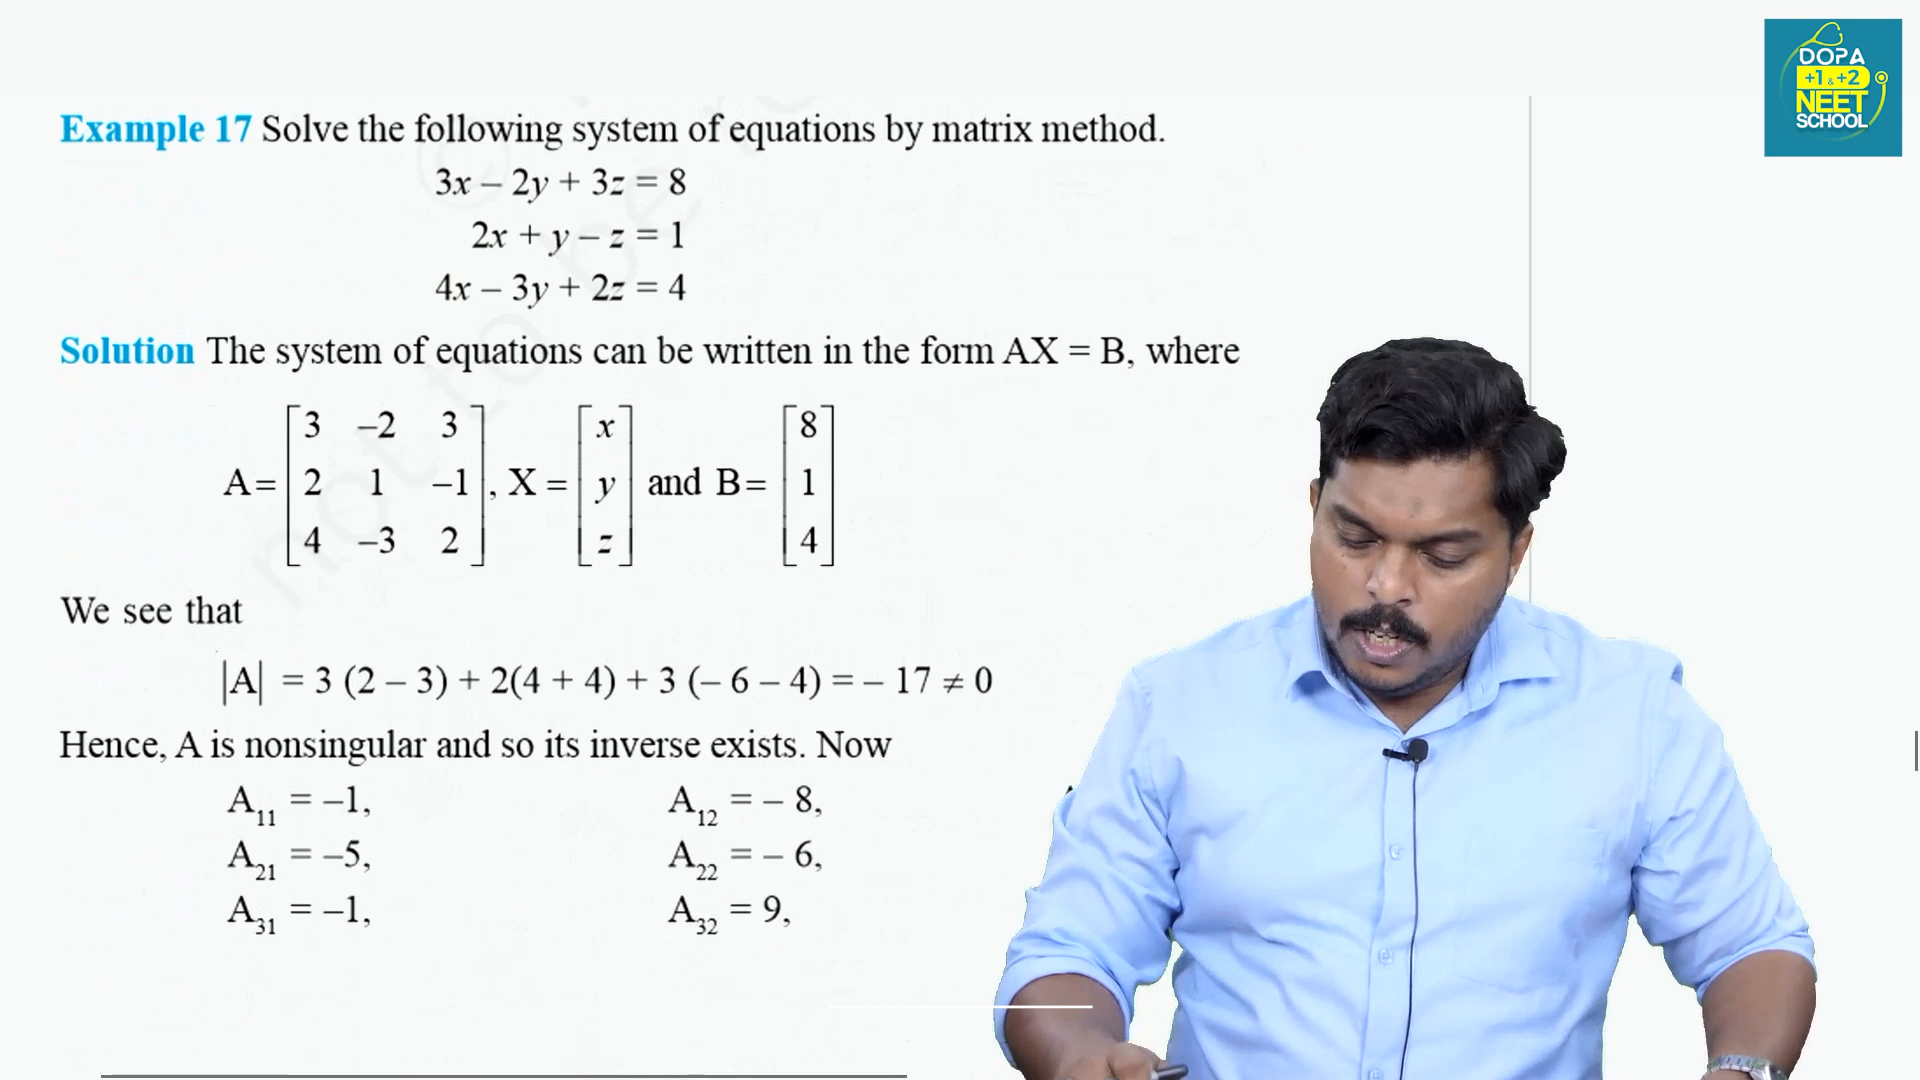 DOPA
+1 & +2
NEET
SCHOOL
Example 17 Solve the following system of equations by matrix method.
3x – 2y + 3z = 8
2x + y – z = 1
4x – 3y + 2z = 4
Solution The system of equations can be written in the form AX = B, where
3 –2 3 x 8
A= 2 1 –1 , X = y and B= 1
4 –3 2 z 4
We see that
|A| = 3 (2 – 3) + 2(4 + 4) + 3 (– 6 – 4) = – 17 ≠ 0
Hence, A is nonsingular and so its inverse exists. Now
A₁₁ = –1, A₁₂ = – 8,
A₂₁ = –5, A₂₂ = – 6,
A₃₁ = –1, A₃₂ = 9,
not to be re